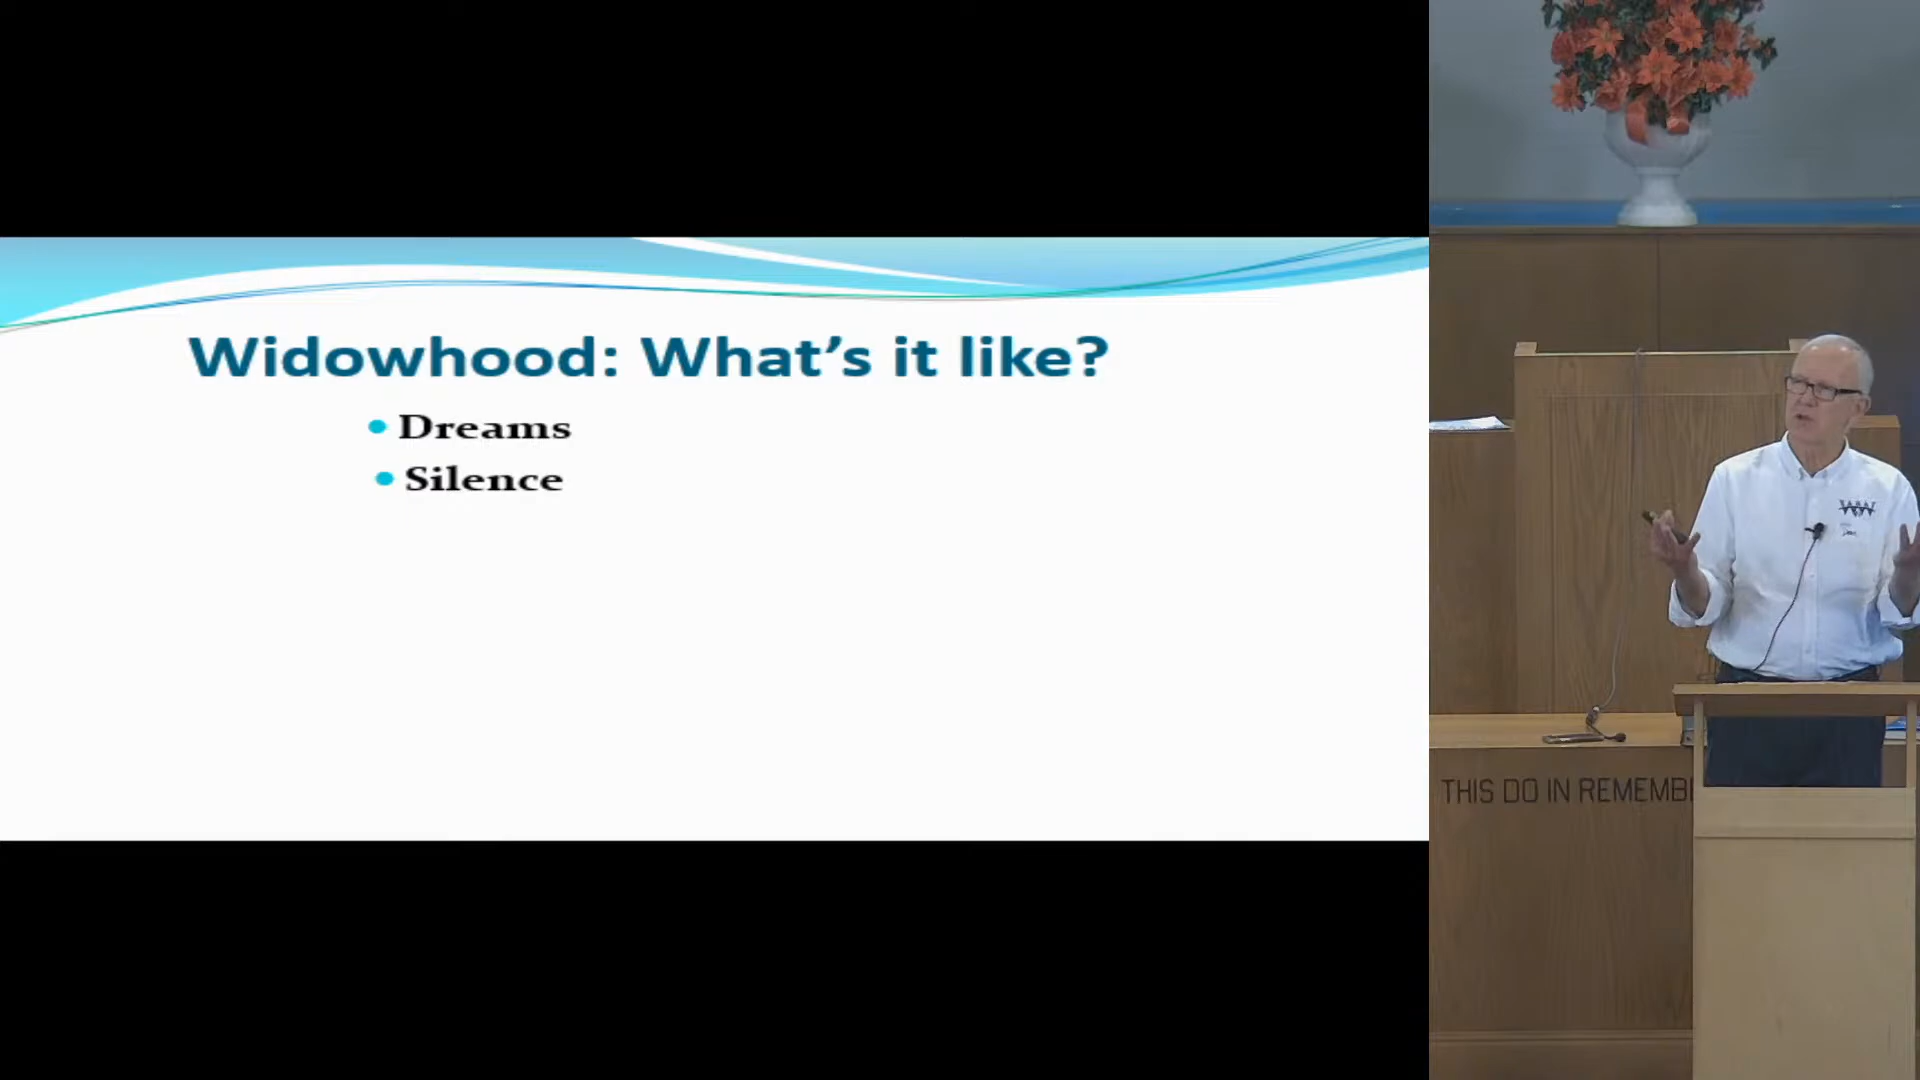 Widowhood: What’s it like?
• Dreams
• Silence
THIS DO IN REMEMB